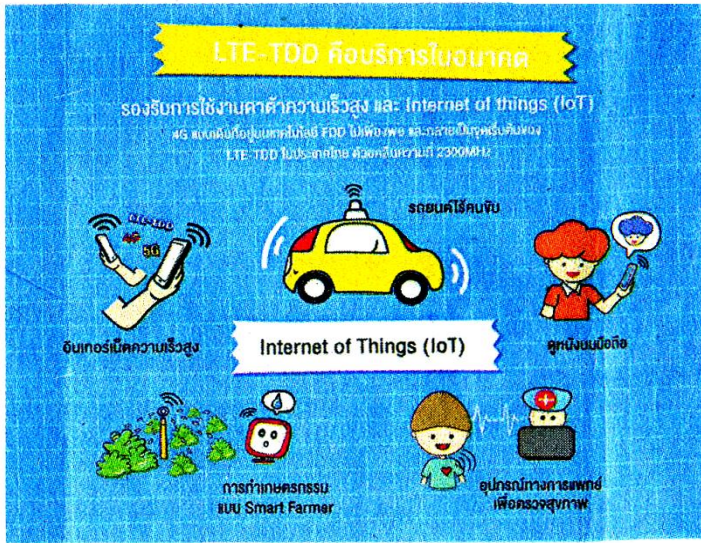 LTE-TDD คือบริการในอนาคต
รองรับการใช้งานดาต้าความเร็วสูง และ Internet of things (IoT)
4G แบบเดิมที่อยู่บนเทคโนโลยี FDD ไม่เพียงพอ และกลายเป็นจุดเริ่มต้นของ
LTE-TDD ในประเทศไทย ด้วยคลื่นความถี่ 2300MHz
รถยนต์ไร้คนขับ
LTE-TDD
4G
5G
อินเทอร์เน็ตความเร็วสูง
Internet of Things (IoT)
ดูหนังบนมือถือ
การทำเกษตรกรรม
แบบ Smart Farmer
อุปกรณ์ทางการแพทย์
เพื่อตรวจสุขภาพ